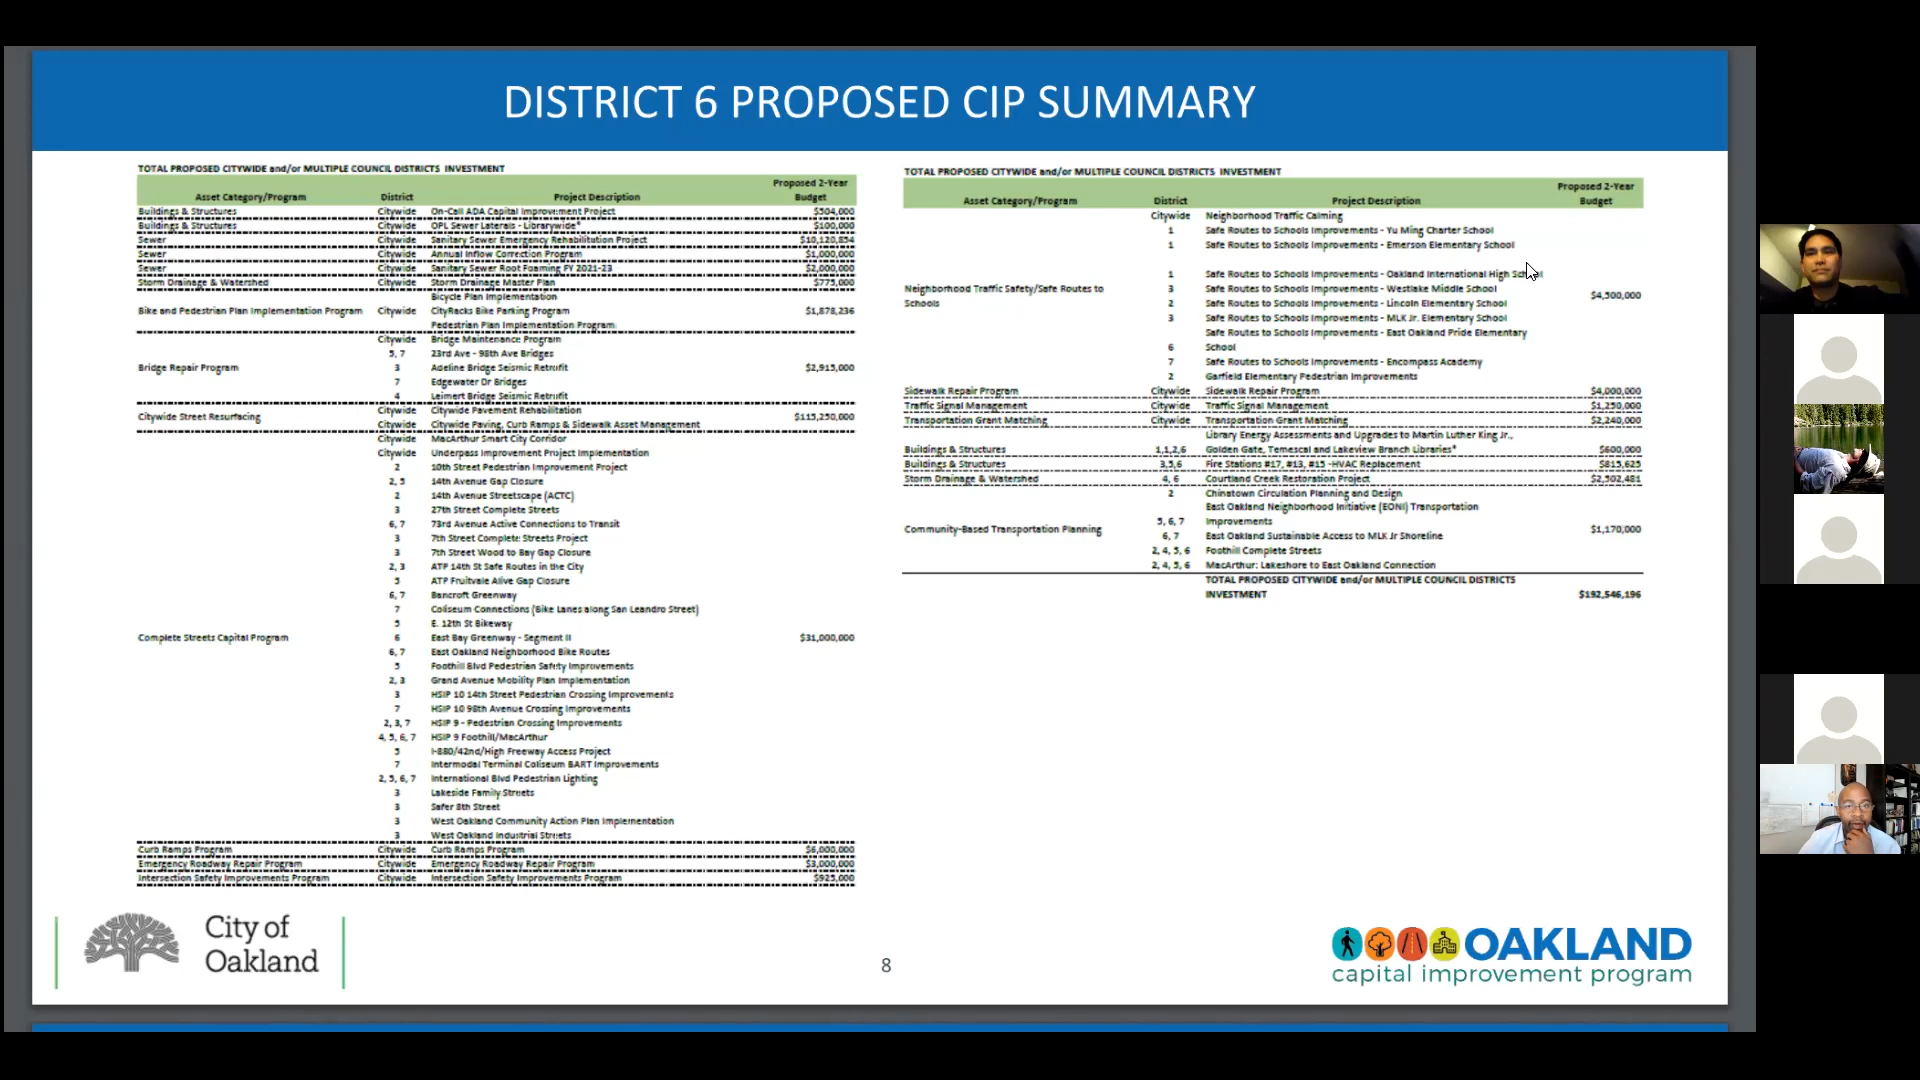 DISTRICT 6 PROPOSED CIP SUMMARY
TOTAL PROPOSED CITYWIDE and/or MULTIPLE COUNCIL DISTRICTS INVESTMENT
Asset Category/Program District Project Description Proposed 2-Year Budget
Buildings & Structures Citywide On-Call ADA Capital Improvement Project $504,000
Buildings & Structures Citywide OPL Sewer Laterals - Librarywide* $100,000
Sewer Citywide Sanitary Sewer Emergency Rehabilitation Project $10,120,854
Sewer Citywide Annual Inflow Correction Program $1,000,000
Sewer Citywide Sanitary Sewer Root Foaming FY 2021-23 $2,000,000
Storm Drainage & Watershed Citywide Storm Drainage Master Plan $775,000
Bicycle Plan Implementation
Bike and Pedestrian Plan Implementation Program Citywide CityRacks Bike Parking Program $1,878,236
Pedestrian Plan Implementation Program
Citywide Bridge Maintenance Program
5, 7 23rd Ave - 98th Ave Bridges
Bridge Repair Program 3 Adeline Bridge Seismic Retrofit $2,915,000
7 Edgewater Dr Bridges
4 Leimert Bridge Seismic Retrofit
Citywide Citywide Pavement Rehabilitation
Citywide Street Resurfacing $115,250,000
Citywide Citywide Paving, Curb Ramps & Sidewalk Asset Management
Citywide MacArthur Smart City Corridor
Citywide Underpass Improvement Project Implementation
2 10th Street Pedestrian Improvement Project
2, 5 14th Avenue Gap Closure
2 14th Avenue Streetscape (ACTC)
3 27th Street Complete Streets
6, 7 73rd Avenue Active Connections to Transit
3 7th Street Complete Streets Project
3 7th Street Wood to Bay Gap Closure
2, 3 ATP 14th St Safe Routes in the City
5 ATP Fruitvale Alive Gap Closure
6, 7 Bancroft Greenway
7 Coliseum Connections (Bike Lanes along San Leandro Street)
5 E. 12th St Bikeway
Complete Streets Capital Program 6 East Bay Greenway - Segment II $31,000,000
6, 7 East Oakland Neighborhood Bike Routes
5 Foothill Blvd Pedestrian Safety Improvements
2, 3 Grand Avenue Mobility Plan Implementation
3 HSIP 10 14th Street Pedestrian Crossing Improvements
7 HSIP 10 98th Avenue Crossing Improvements
2, 3, 7 HSIP 9 - Pedestrian Crossing Improvements
4, 5, 6, 7 HSIP 9 Foothill/MacArthur
5 I-880/42nd/High Freeway Access Project
7 Intermodal Terminal Coliseum BART Improvements
2, 5, 6, 7 International Blvd Pedestrian Lighting
3 Lakeside Family Streets
3 Safer 8th Street
3 West Oakland Community Action Plan Implementation
3 West Oakland Industrial Streets
Curb Ramps Program Citywide Curb Ramps Program $6,000,000
Emergency Roadway Repair Program Citywide Emergency Roadway Repair Program $3,000,000
Intersection Safety Improvements Program Citywide Intersection Safety Improvements Program $925,000
TOTAL PROPOSED CITYWIDE and/or MULTIPLE COUNCIL DISTRICTS INVESTMENT
Asset Category/Program District Project Description Proposed 2-Year Budget
Citywide Neighborhood Traffic Calming
1 Safe Routes to Schools Improvements - Yu Ming Charter School
1 Safe Routes to Schools Improvements - Emerson Elementary School
1 Safe Routes to Schools Improvements - Oakland International High School
Neighborhood Traffic Safety/Safe Routes to Schools 3 Safe Routes to Schools Improvements - Westlake Middle School $4,500,000
2 Safe Routes to Schools Improvements - Lincoln Elementary School
3 Safe Routes to Schools Improvements - MLK Jr. Elementary School
6 Safe Routes to Schools Improvements - East Oakland Pride Elementary School
7 Safe Routes to Schools Improvements - Encompass Academy
2 Garfield Elementary Pedestrian Improvements
Sidewalk Repair Program Citywide Sidewalk Repair Program $4,000,000
Traffic Signal Management Citywide Traffic Signal Management $1,250,000
Transportation Grant Matching Citywide Transportation Grant Matching $2,240,000
Library Energy Assessments and Upgrades to Martin Luther King Jr.,
Buildings & Structures 1,1,2,6 Golden Gate, Temescal and Lakeview Branch Libraries* $600,000
Buildings & Structures 3,5,6 Fire Stations #17, #13, #15 -HVAC Replacement $815,625
Storm Drainage & Watershed 4, 6 Courtland Creek Restoration Project $2,502,481
2 Chinatown Circulation Planning and Design
East Oakland Neighborhood Initiative (EONI) Transportation
5, 6, 7 Improvements
Community-Based Transportation Planning $1,170,000
6, 7 East Oakland Sustainable Access to MLK Jr Shoreline
2, 4, 5, 6 Foothill Complete Streets
2, 4, 5, 6 MacArthur: Lakeshore to East Oakland Connection
TOTAL PROPOSED CITYWIDE and/or MULTIPLE COUNCIL DISTRICTS
INVESTMENT $192,546,196
City of
Oakland
8
OAKLAND
capital improvement program